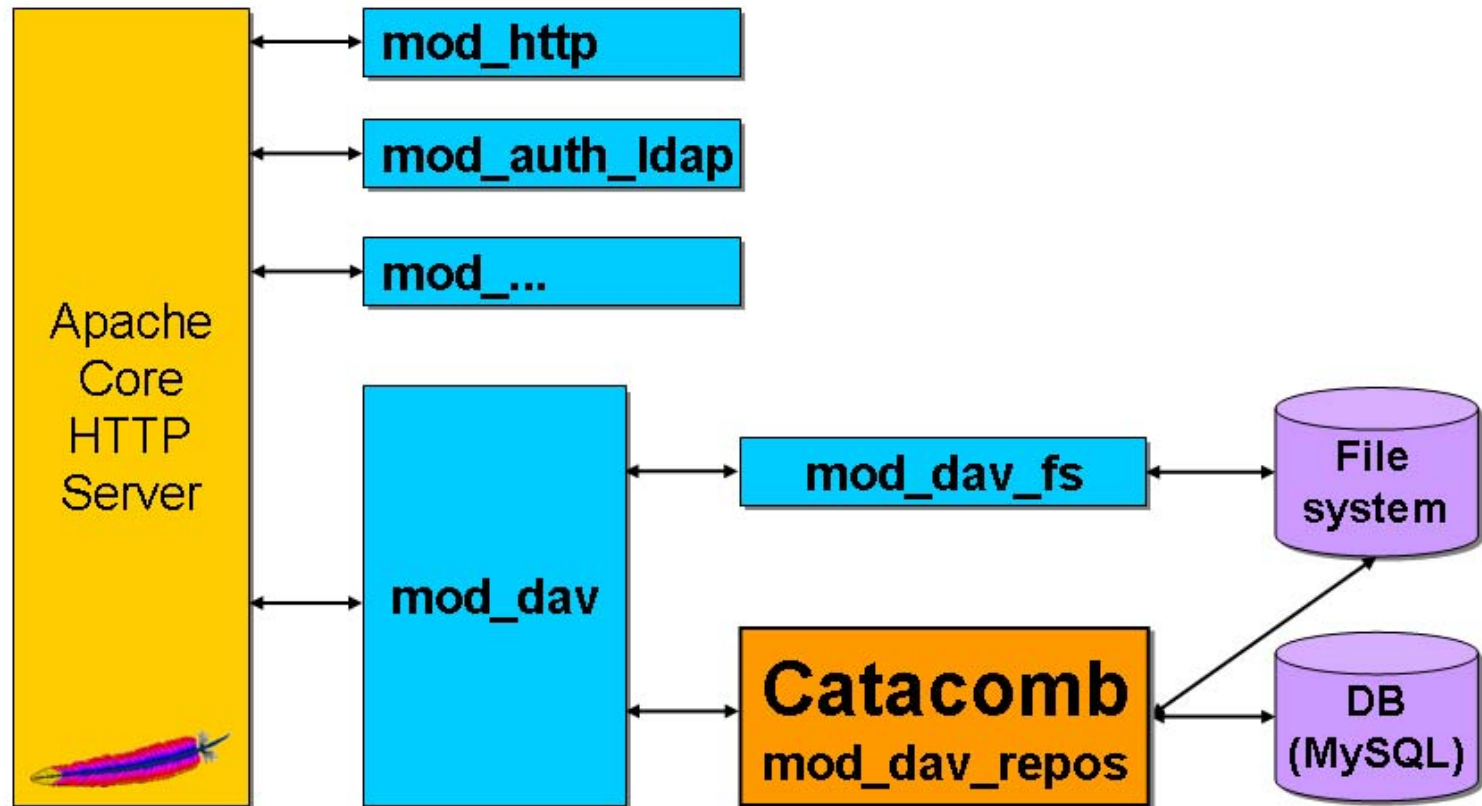 mod_http
mod_auth_ldap
mod_...
Apache
Core
HTTP
Server
mod_dav
mod_dav_fs
File
system
Catacomb
mod_dav_repos
DB
(MySQL)